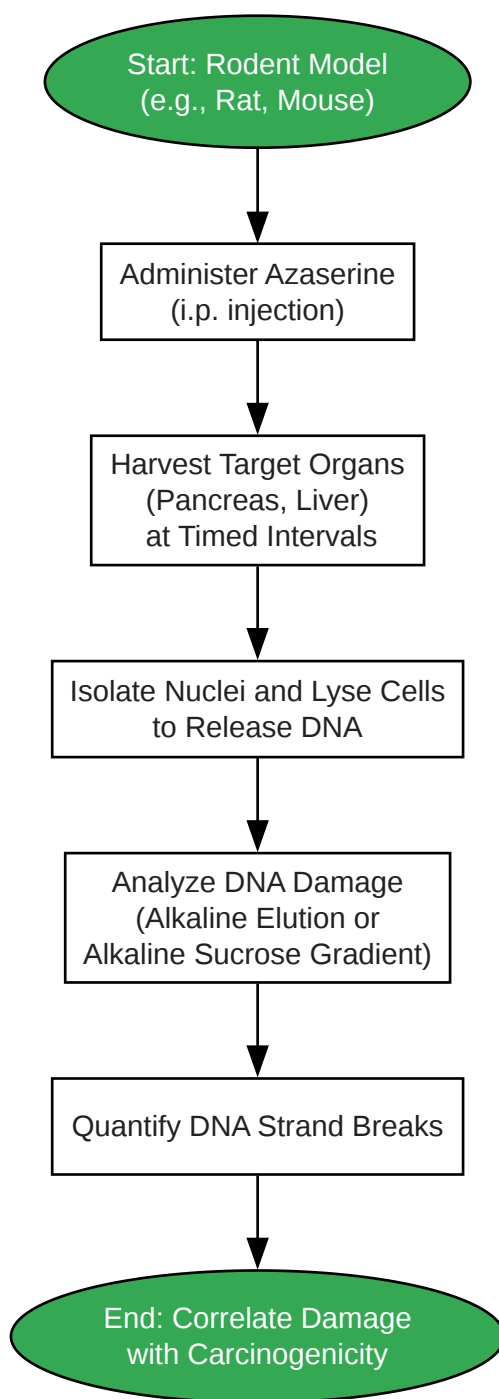 Start: Rodent Model
(e.g., Rat, Mouse)
Administer Azaserine
(i.p. injection)
Harvest Target Organs
(Pancreas, Liver)
at Timed Intervals
Isolate Nuclei and Lyse Cells
to Release DNA
Analyze DNA Damage
(Alkaline Elution or
Alkaline Sucrose Gradient)
Quantify DNA Strand Breaks
End: Correlate Damage
with Carcinogenicity